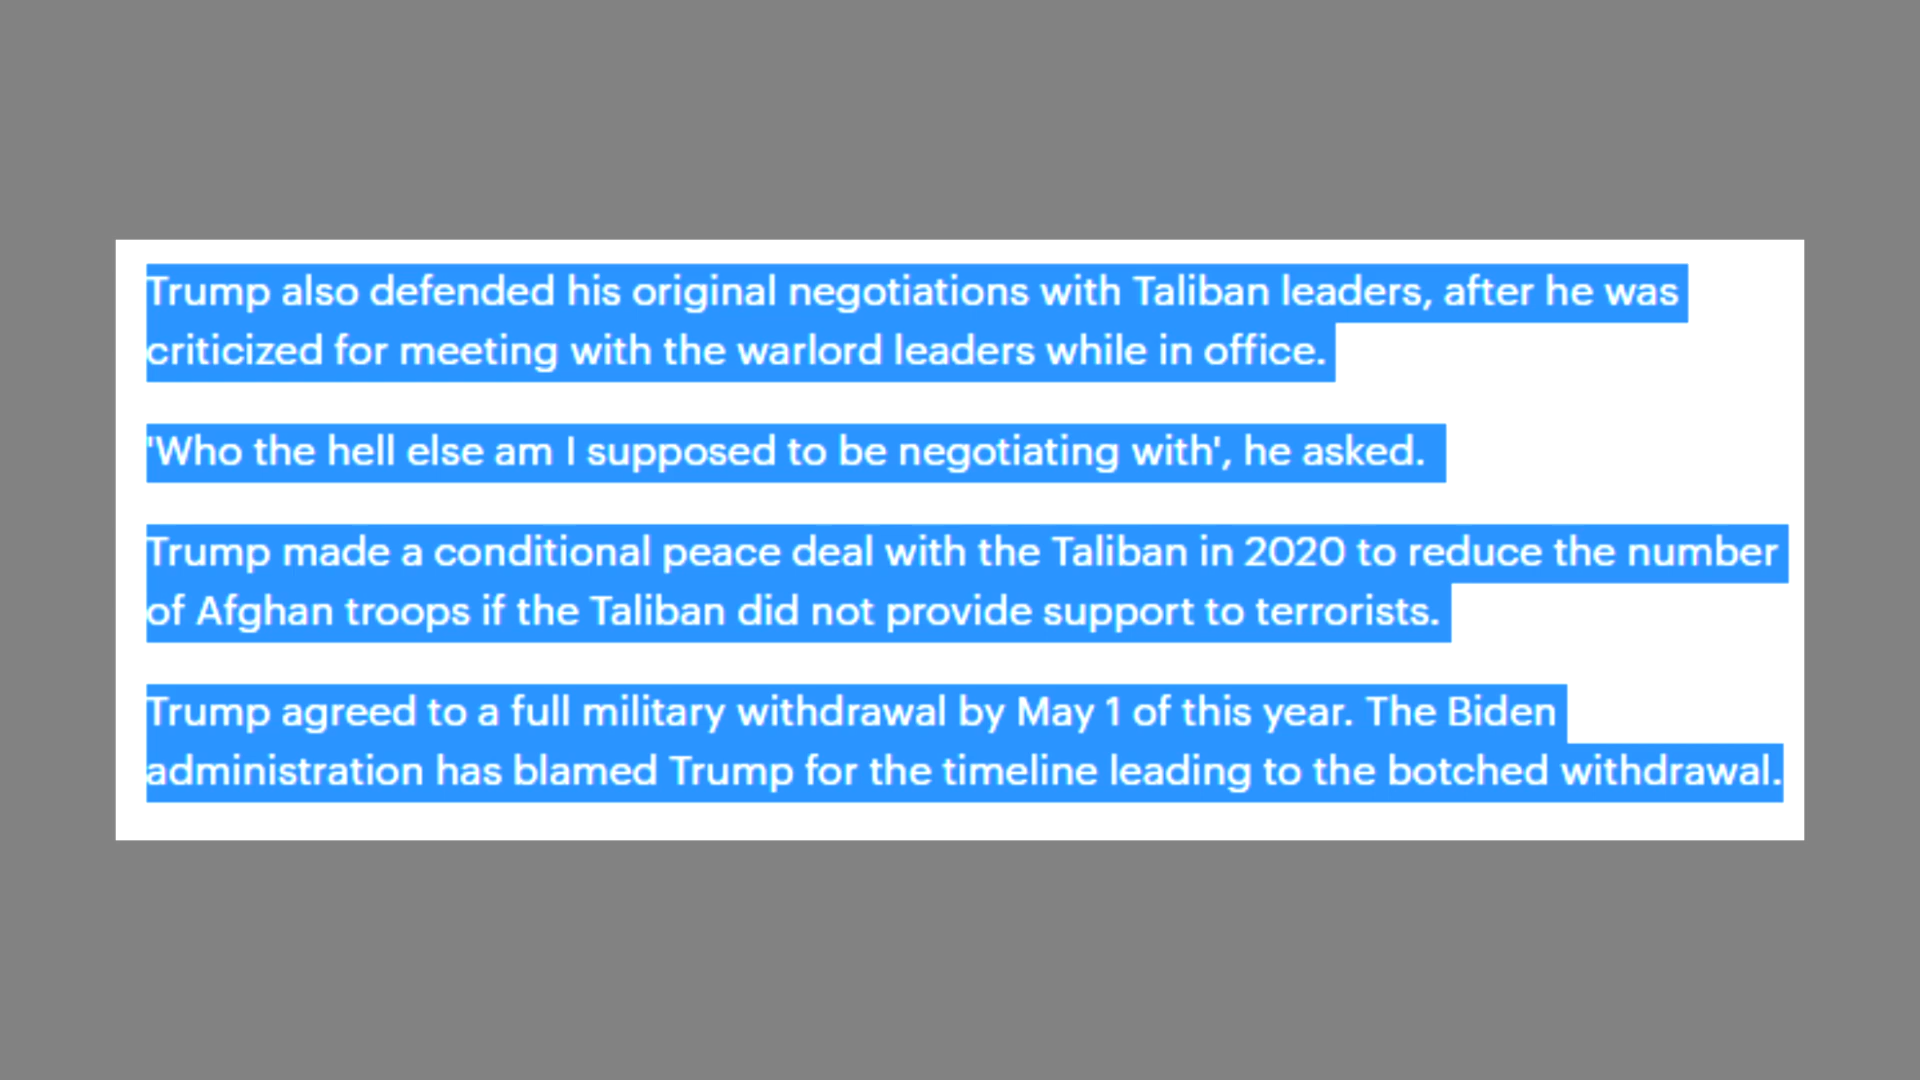 Trump also defended his original negotiations with Taliban leaders, after he was
criticized for meeting with the warlord leaders while in office.
'Who the hell else am I supposed to be negotiating with', he asked.
Trump made a conditional peace deal with the Taliban in 2020 to reduce the number
of Afghan troops if the Taliban did not provide support to terrorists.
Trump agreed to a full military withdrawal by May 1 of this year. The Biden
administration has blamed Trump for the timeline leading to the botched withdrawal.